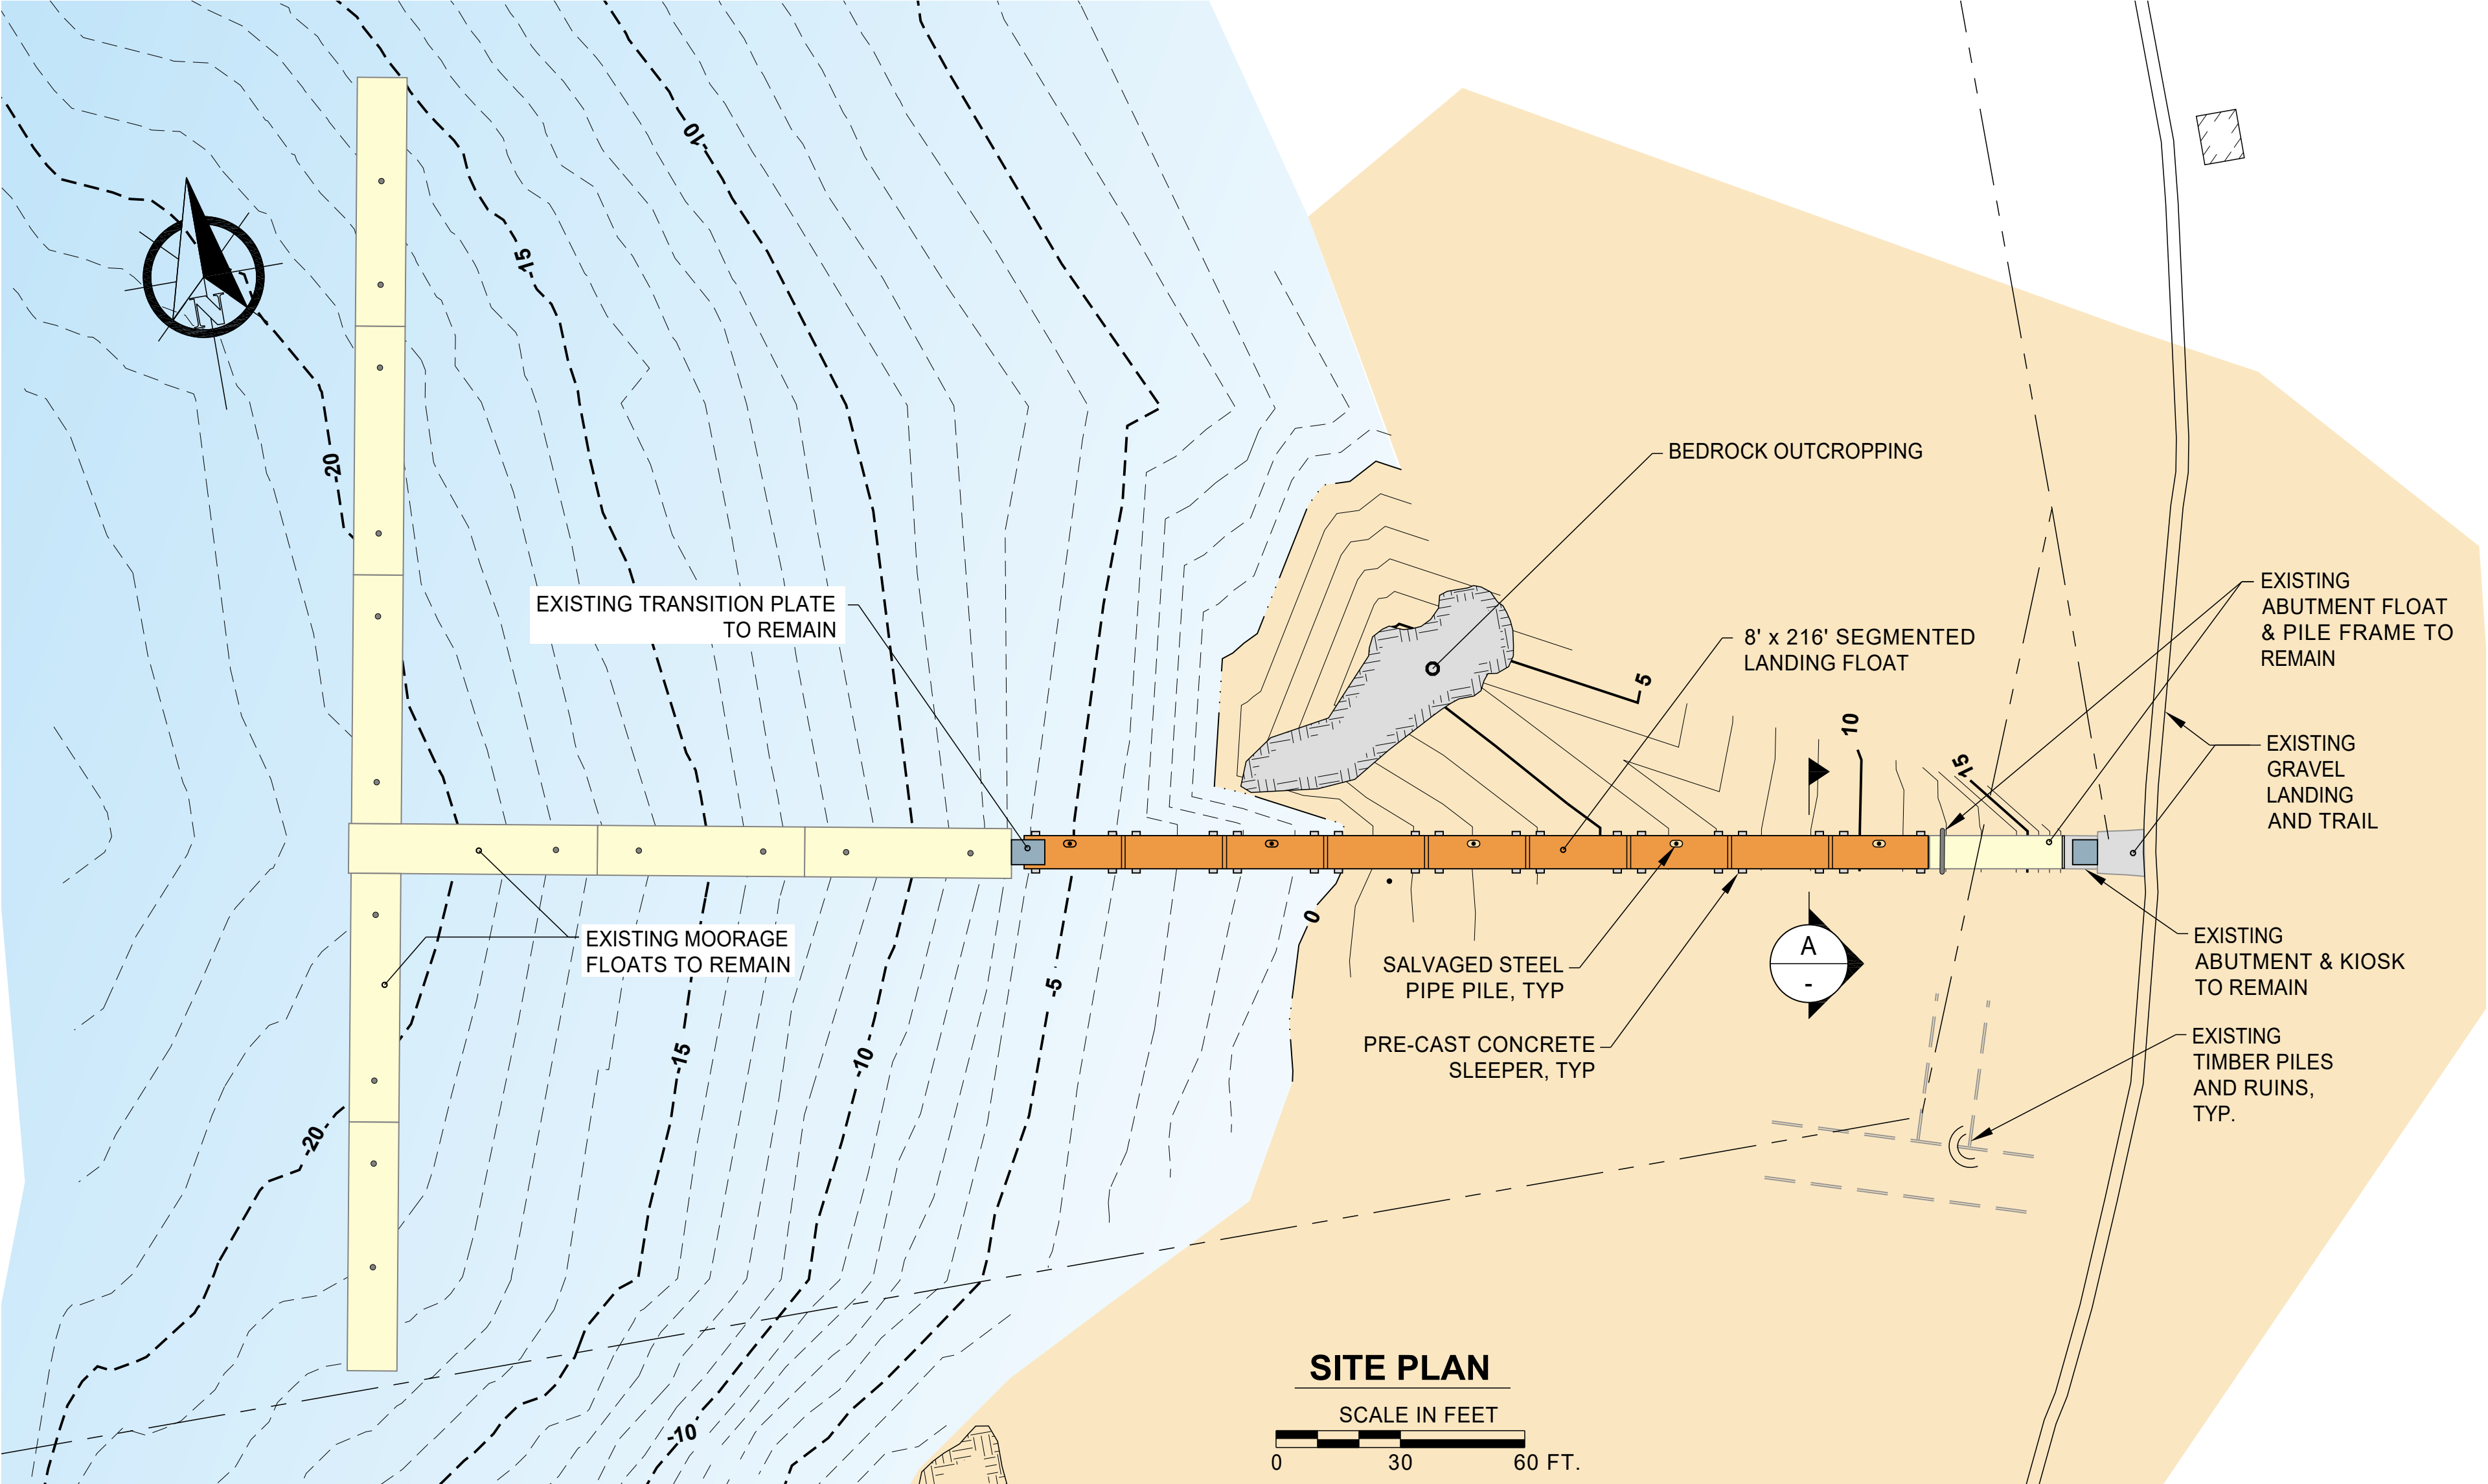 -10
-15
-20
N
BEDROCK OUTCROPPING
EXISTING TRANSITION PLATE
TO REMAIN
8' x 216' SEGMENTED
LANDING FLOAT
5
10
15
EXISTING
ABUTMENT FLOAT
& PILE FRAME TO
REMAIN
EXISTING
GRAVEL
LANDING
AND TRAIL
EXISTING MOORAGE
FLOATS TO REMAIN
0
-5
-10
-15
-20
SALVAGED STEEL
PIPE PILE, TYP
PRE-CAST CONCRETE
SLEEPER, TYP
A
-
EXISTING
ABUTMENT & KIOSK
TO REMAIN
EXISTING
TIMBER PILES
AND RUINS,
TYP.
-10
SITE PLAN
SCALE IN FEET
0 30 60 FT.